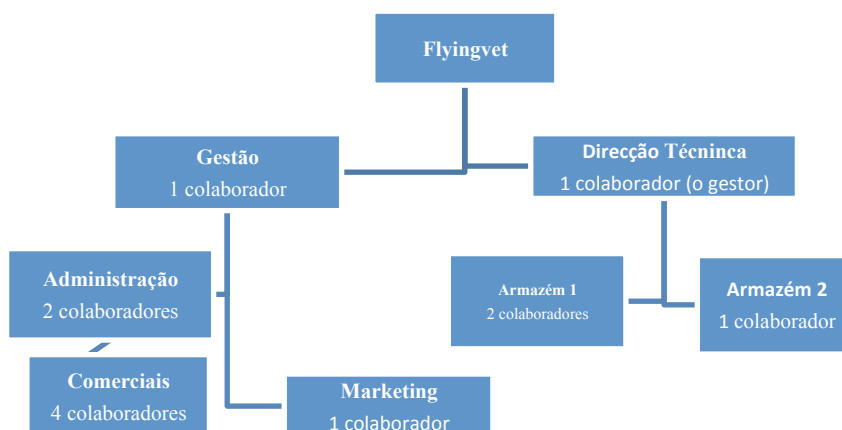 Flyingvet
Gestão
1 colaborador
Direcção Técninca
1 colaborador (o gestor)
Administração
2 colaboradores
Armazém 1
2 colaboradores
Armazém 2
1 colaborador
Comerciais
4 colaboradores
Marketing
1 colaborador